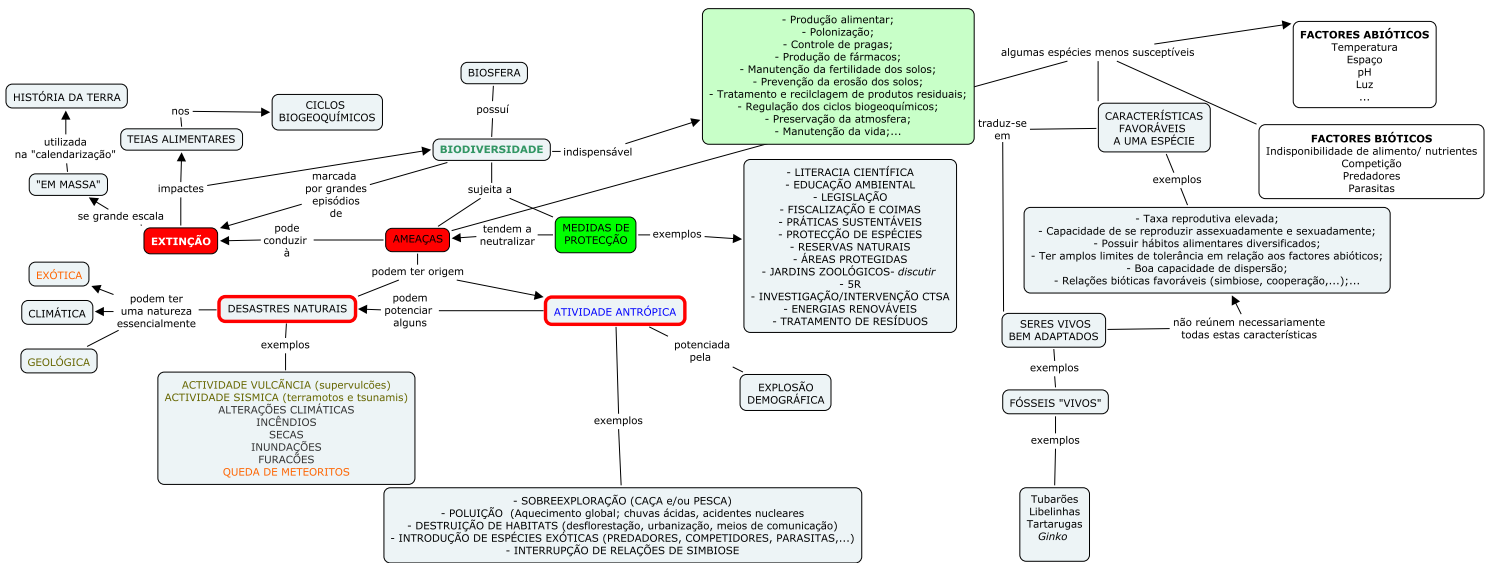 BIOSFERA
possuí
BIODIVERSIDADE
indispensável
- Produção alimentar;
- Polonização;
- Controle de pragas;
- Produção de fármacos;
- Manutenção da fertilidade dos solos;
- Prevenção da erosão dos solos;
- Tratamento e recilclagem de produtos residuais;
- Regulação dos ciclos biogeoquímicos;
- Preservação da atmosfera;
- Manutenção da vida;...
HISTÓRIA DA TERRA
utilizada
na "calendarização"
"EM MASSA"
se grande escala
nos
CICLOS
BIOGEOQUÍMICOS
TEIAS ALIMENTARES
impactes
EXTINÇÃO
marcada
por grandes
episódios
de
pode
conduzir
à
sujeita a
AMEAÇAS
tendem a
neutralizar
MEDIDAS DE
PROTECÇÃO
exemplos
- LITERACIA CIENTÍFICA
- EDUCAÇÃO AMBIENTAL
- LEGISLAÇÃO
- FISCALIZAÇÃO E COIMAS
- PRÁTICAS SUSTENTÁVEIS
- PROTECÇÃO DE ESPÉCIES
- RESERVAS NATURAIS
- ÁREAS PROTEGIDAS
- JARDINS ZOOLÓGICOS- discutir
- 5R
- INVESTIGAÇÃO/INTERVENÇÃO CTSA
- ENERGIAS RENOVÁVEIS
- TRATAMENTO DE RESÍDUOS
podem ter origem
EXÓTICA
CLIMÁTICA
GEOLÓGICA
podem ter
uma natureza
essencialmente
DESASTRES NATURAIS
podem
potenciar
alguns
ATIVIDADE ANTRÓPICA
exemplos
ACTIVIDADE VULCÃNCIA (supervulcões)
ACTIVIDADE SISMICA (terramotos e tsunamis)
ALTERAÇÕES CLIMÁTICAS
INCÊNDIOS
SECAS
INUNDAÇÕES
FURACÕES
QUEDA DE METEORITOS
potenciada
pela
EXPLOSÃO
DEMOGRÁFICA
exemplos
- SOBREEXPLORAÇÃO (CAÇA e/ou PESCA)
- POLUIÇÃO  (Aquecimento global; chuvas ácidas, acidentes nucleares
- DESTRUIÇÃO DE HABITATS (desflorestação, urbanização, meios de comunicação)
- INTRODUÇÃO DE ESPÉCIES EXÓTICAS (PREDADORES, COMPETIDORES, PARASITAS,...)
- INTERRUPÇÃO DE RELAÇÕES DE SIMBIOSE
algumas espécies menos susceptíveis
FACTORES ABIÓTICOS
Temperatura
Espaço
pH
Luz
...
FACTORES BIÓTICOS
Indisponibilidade de alimento/ nutrientes
Competição
Predadores
Parasitas
traduz-se
em
CARACTERÍSTICAS
FAVORÁVEIS
A UMA ESPÉCIE
exemplos
- Taxa reprodutiva elevada;
- Capacidade de se reproduzir assexuadamente e sexuadamente;
- Possuir hábitos alimentares diversificados;
- Ter amplos limites de tolerância em relação aos factores abióticos;
- Boa capacidade de dispersão;
- Relações bióticas favoráveis (simbiose, cooperação,...);...
SERES VIVOS
BEM ADAPTADOS
não reúnem necessariamente
todas estas características
exemplos
FÓSSEIS "VIVOS"
exemplos
Tubarões
Libelinhas
Tartarugas
Ginko